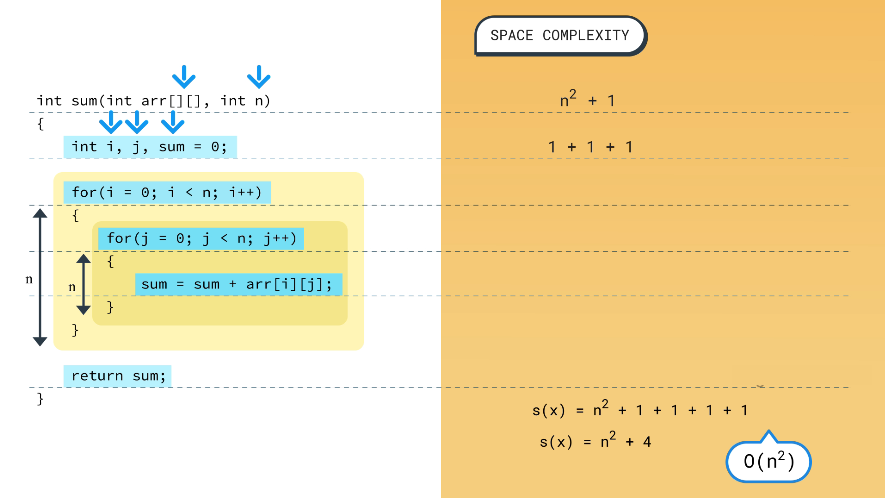 SPACE COMPLEXITY
int sum(int arr[][], int n)
n² + 1
{
int i, j, sum = 0;
1 + 1 + 1
for(i = 0; i < n; i++)
{
for(j = 0; j < n; j++)
{
n
n
sum = sum + arr[i][j];
}
}
return sum;
}
s(x) = n² + 1 + 1 + 1 + 1
s(x) = n² + 4
O(n²)